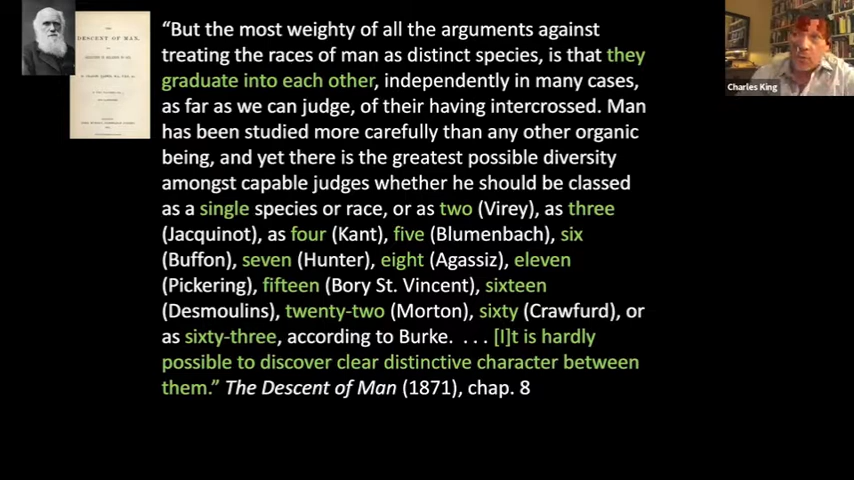 “But the most weighty of all the arguments against
treating the races of man as distinct species, is that they
graduate into each other, independently in many cases,
as far as we can judge, of their having intercrossed. Man
has been studied more carefully than any other organic
being, and yet there is the greatest possible diversity
amongst capable judges whether he should be classed
as a single species or race, or as two (Virey), as three
(Jacquinot), as four (Kant), five (Blumenbach), six
(Buffon), seven (Hunter), eight (Agassiz), eleven
(Pickering), fifteen (Bory St. Vincent), sixteen
(Desmoulins), twenty-two (Morton), sixty (Crawfurd), or
as sixty-three, according to Burke. . . . [I]t is hardly
possible to discover clear distinctive character between
them.” The Descent of Man (1871), chap. 8
DESCENT OF MAN,
Charles King